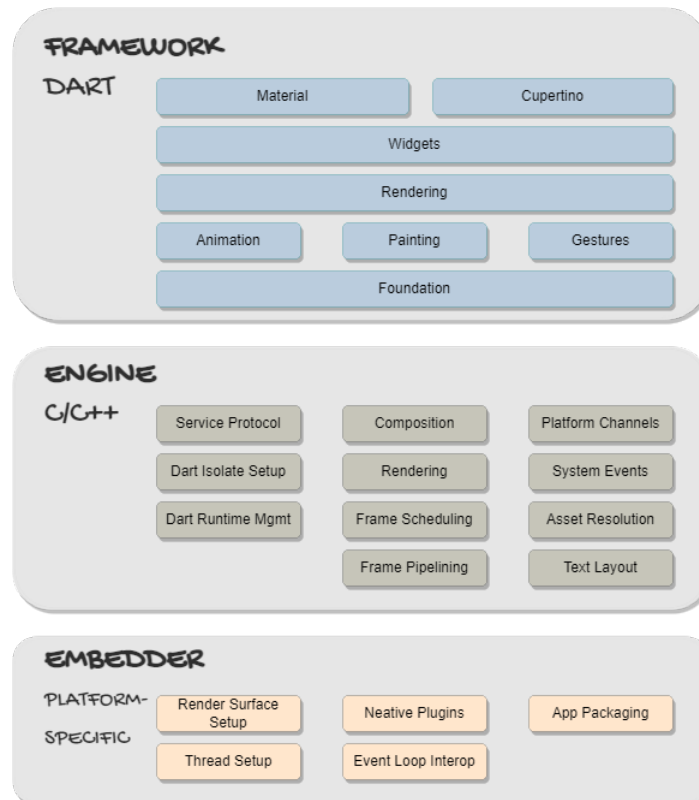 FRAMEWORK
DART
Material
Cupertino
Widgets
Rendering
Animation
Painting
Gestures
Foundation
ENGINE
C/C++
Service Protocol
Composition
Platform Channels
Dart Isolate Setup
Rendering
System Events
Dart Runtime Mgmt
Frame Scheduling
Asset Resolution
Frame Pipelining
Text Layout
EMBEDDER
PLATFORM-
SPECIFIC
Render Surface
Setup
Neative Plugins
App Packaging
Thread Setup
Event Loop Interop